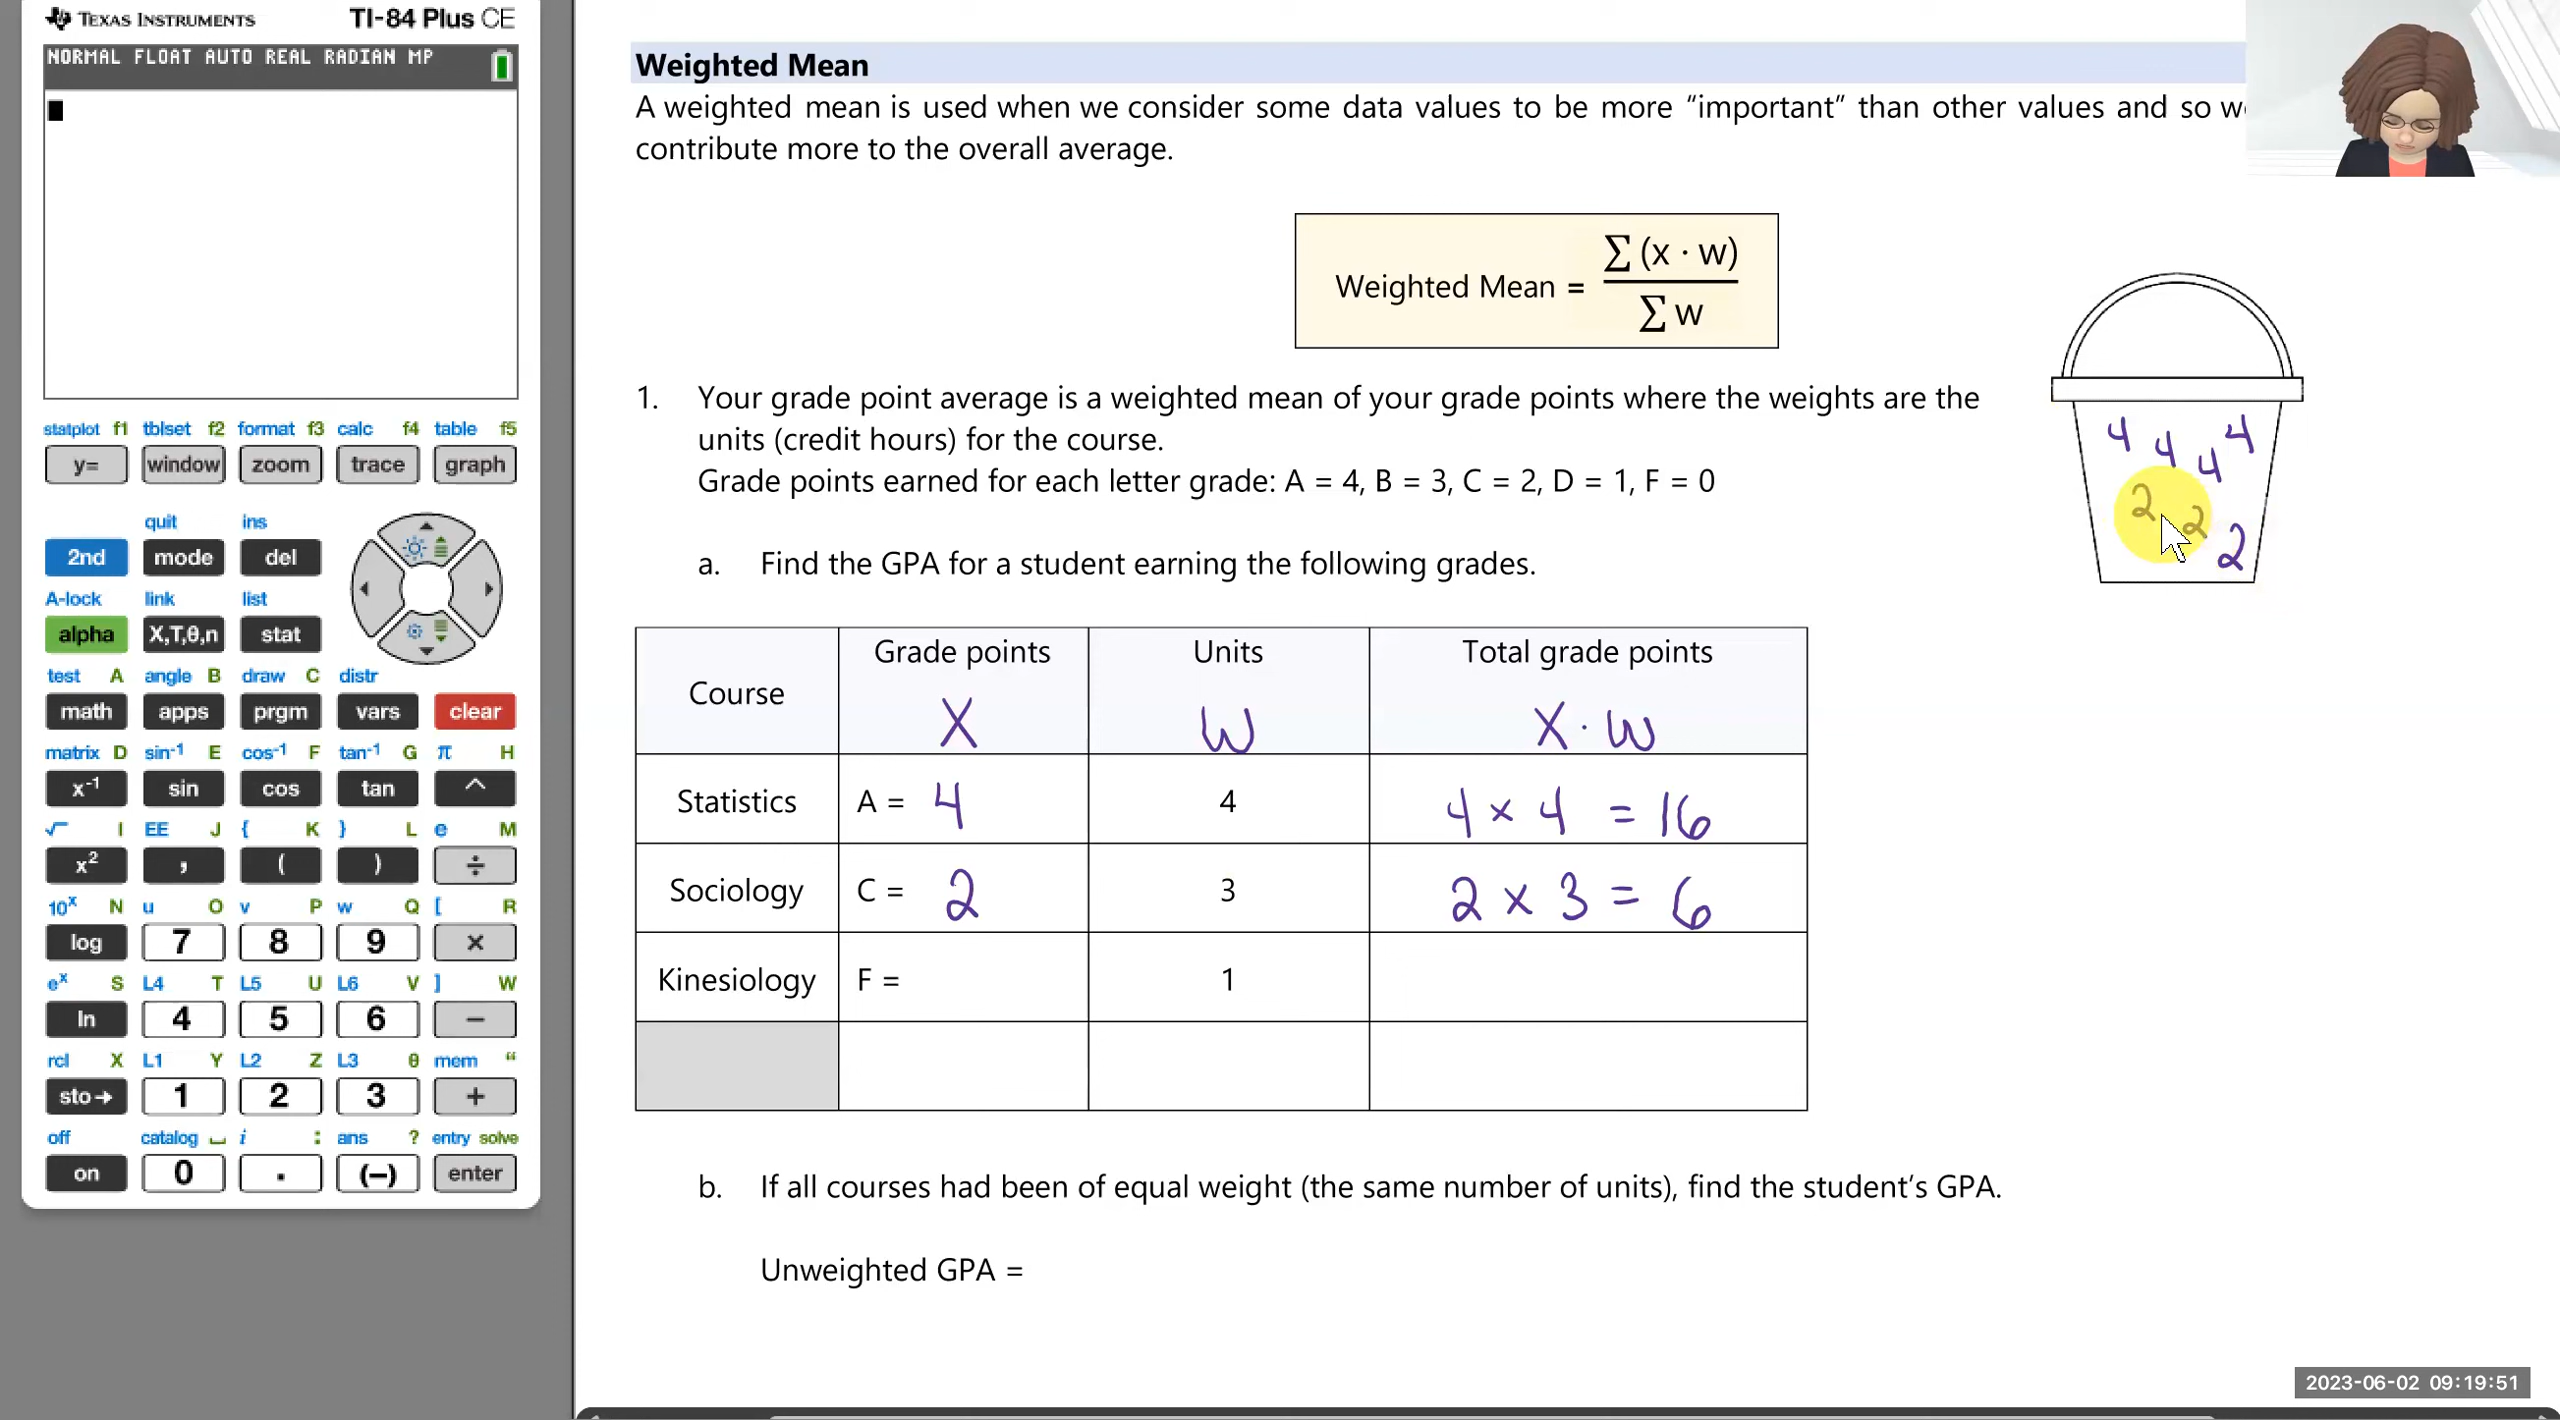 TEXAS INSTRUMENTS TI-84 Plus CE
NORMAL FLOAT AUTO REAL RADIAN MP
statplot f1 tblset f2 format f3 calc f4 table f5
y= window zoom trace graph
quit ins
2nd mode del
A-lock link list
alpha X,T,θ,n stat
test A angle B draw C distr
math apps prgm vars clear
matrix D sin⁻¹ E cos⁻¹ F tan⁻¹ G π H
x⁻¹ sin cos tan ^
√ I EE J { K } L e M
x² , ( ) ÷
10ˣ N u O v P w Q [ R
log 7 8 9 ×
eˣ S L4 T L5 U L6 V ] W
ln 4 5 6 −
rcl X L1 Y L2 Z L3 θ mem “
sto→ 1 2 3 +
off catalog ⎵ i : ans ? entry solve
on 0 . (–) enter
Weighted Mean
A weighted mean is used when we consider some data values to be more “important” than other values and so
contribute more to the overall average.
Weighted Mean = ∑ (x · w)
∑ w
4 4 4 4
2 2 2
1. Your grade point average is a weighted mean of your grade points where the weights are the
units (credit hours) for the course.
Grade points earned for each letter grade: A = 4, B = 3, C = 2, D = 1, F = 0
a. Find the GPA for a student earning the following grades.
Course Grade points Units Total grade points
X W X · W
Statistics A = 4 4 4 × 4 = 16
Sociology C = 2 3 2 × 3 = 6
Kinesiology F = 1
b. If all courses had been of equal weight (the same number of units), find the student’s GPA.
Unweighted GPA =
2023-06-02 09:19:51